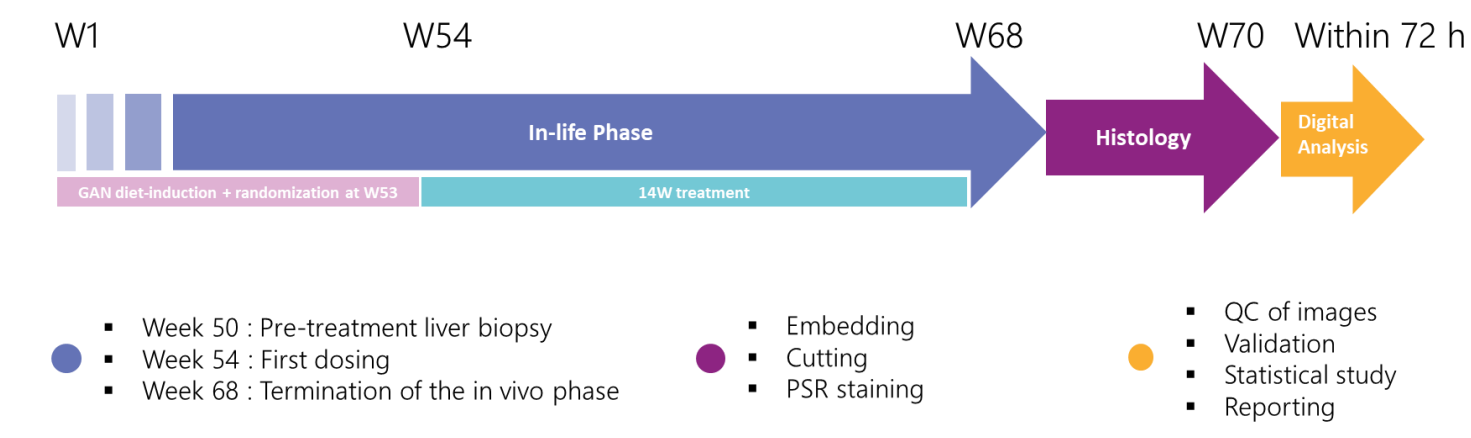 W1 W54 W68 W70 Within 72 h
In-life Phase
Histology
Digital
Analysis
GAN diet-induction + randomization at W53
14W treatment
▪ Week 50 : Pre-treatment liver biopsy
▪ Week 54 : First dosing
▪ Week 68 : Termination of the in vivo phase
▪ Embedding
▪ Cutting
▪ PSR staining
▪ QC of images
▪ Validation
▪ Statistical study
▪ Reporting